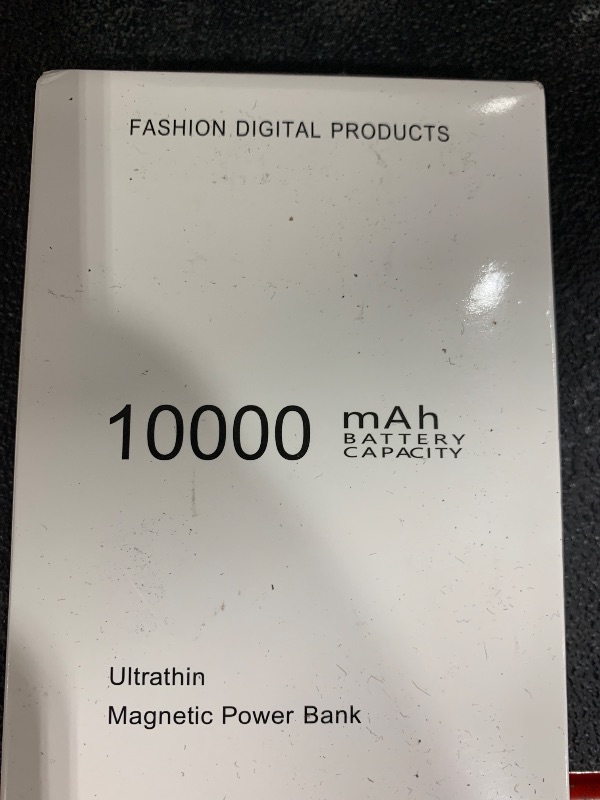 FASHION DIGITAL PRODUCTS
10000 mAh
BATTERY
CAPACITY
Ultrathin
Magnetic Power Bank